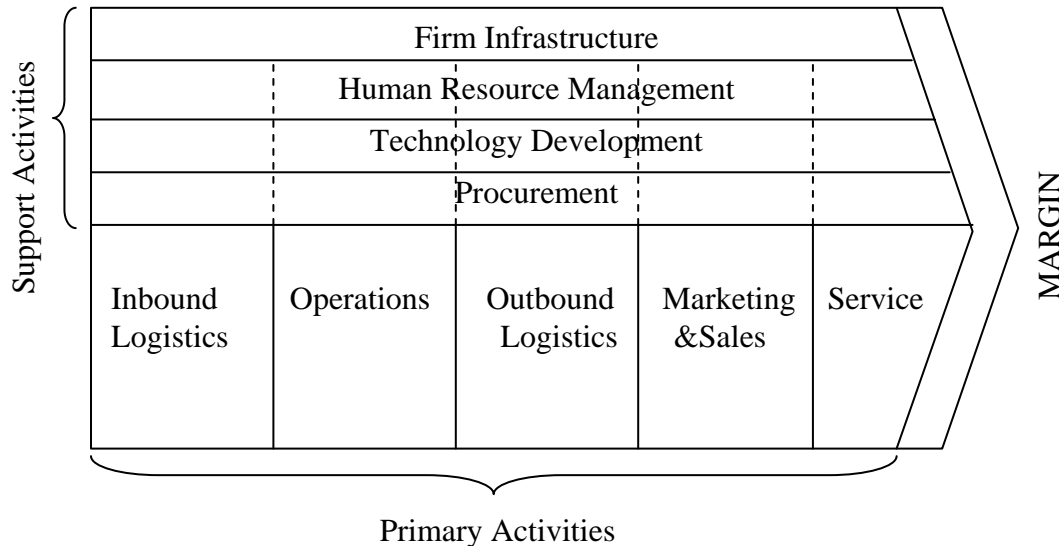 Support Activities
Firm Infrastructure
Human Resource Management
Technology Development
Procurement
Inbound
Logistics
Operations
Outbound
Logistics
Marketing
&Sales
Service
MARGIN
Primary Activities